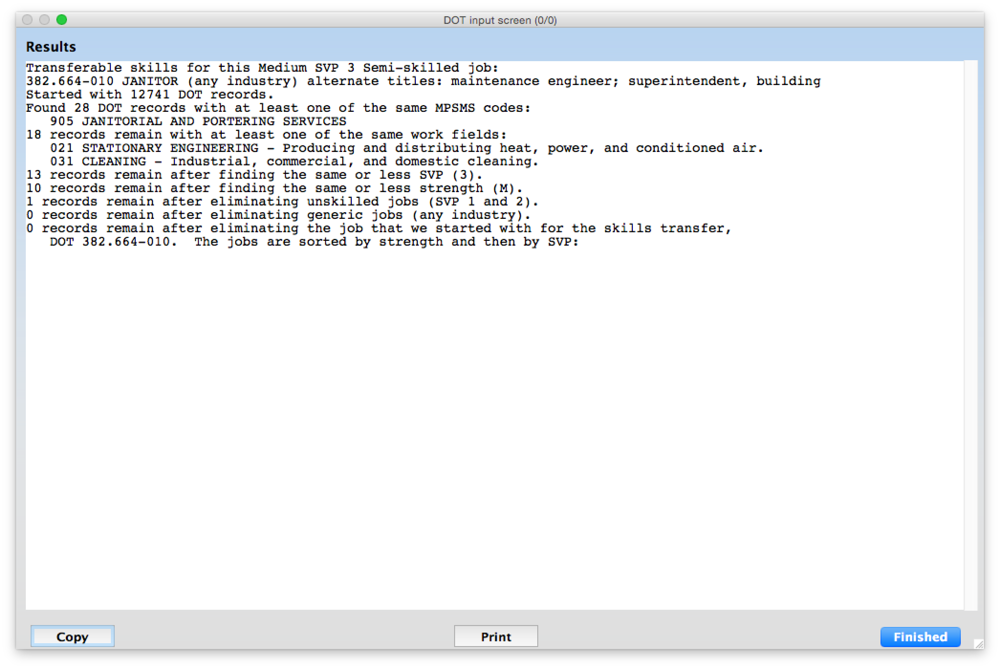 DOT input screen (0/0)
Results
Transferable skills for this Medium SVP 3 Semi-skilled job:
382.664-010 JANITOR (any industry) alternate titles: maintenance engineer; superintendent, building
Started with 12741 DOT records.
Found 28 DOT records with at least one of the same MPSMS codes:
   905 JANITORIAL AND PORTERING SERVICES
18 records remain with at least one of the same work fields:
   021 STATIONARY ENGINEERING - Producing and distributing heat, power, and conditioned air.
   031 CLEANING - Industrial, commercial, and domestic cleaning.
13 records remain after finding the same or less SVP (3).
10 records remain after finding the same or less strength (M).
1 records remain after eliminating unskilled jobs (SVP 1 and 2).
0 records remain after eliminating generic jobs (any industry).
0 records remain after eliminating the job that we started with for the skills transfer,
   DOT 382.664-010.  The jobs are sorted by strength and then by SVP:
Copy
Print
Finished